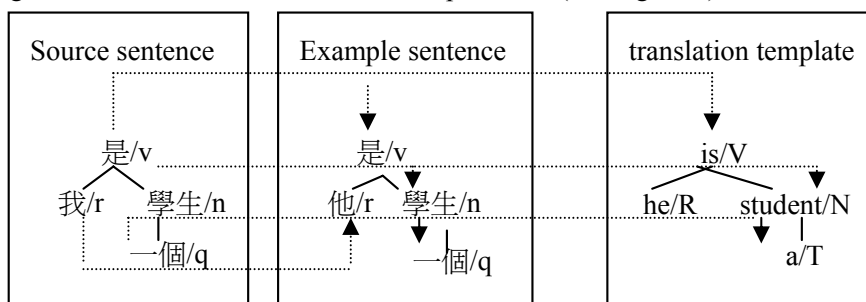 Source sentence
Example sentence
translation template
是/v
是/v
is/V
我/r
學生/n
他/r
學生/n
he/R
student/N
一個/q
一個/q
a/T